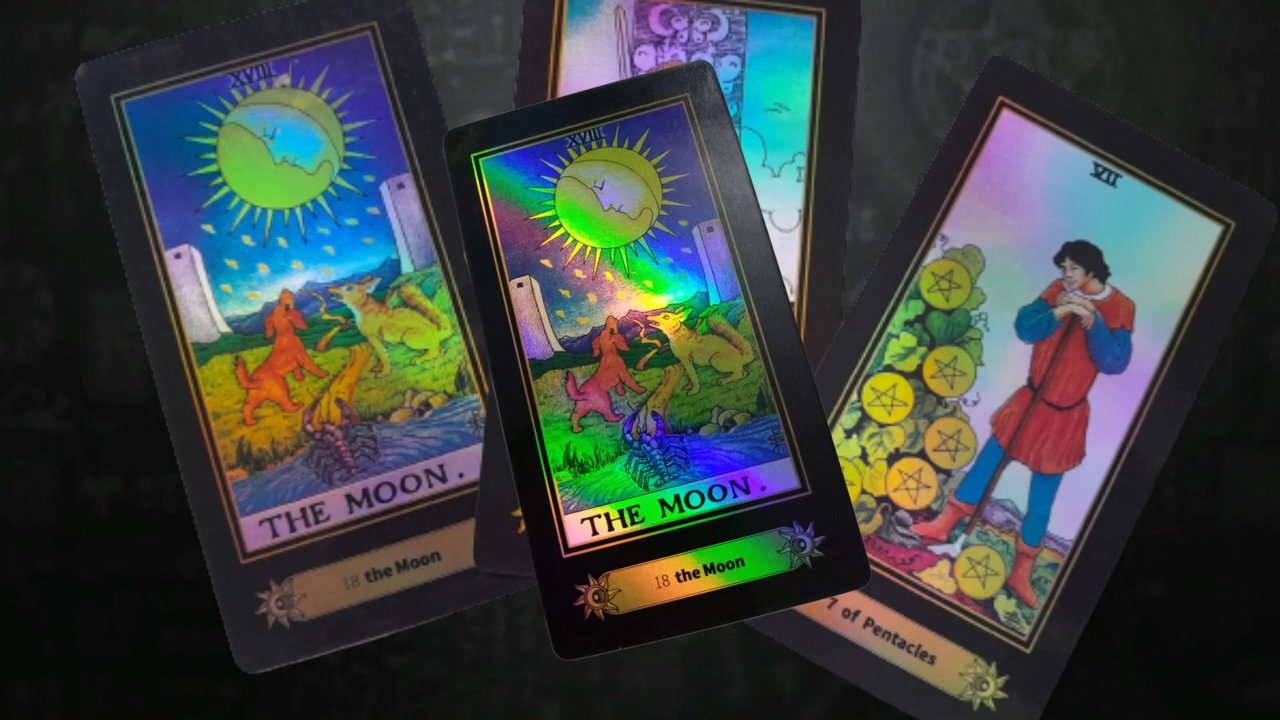 XVIII
THE MOON.
18 the Moon
XVIII
THE MOON.
18 the Moon
VII
7 of Pentacles